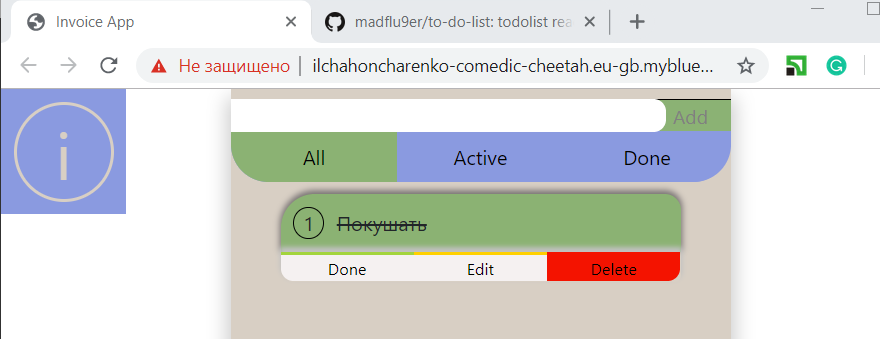 Invoice App
madflu9er/to-do-list: todolist rea
Не защищено
ilchahoncharenko-comedic-cheetah.eu-gb.myblue...
i
Add
All Active Done
1 Покушать
Done Edit Delete